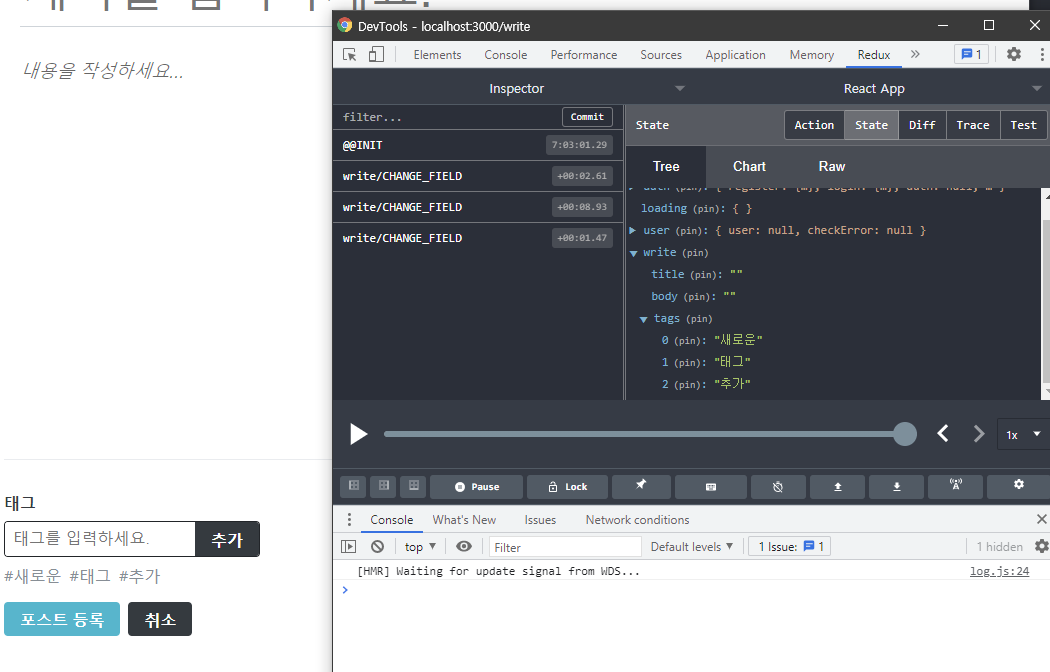 DevTools - localhost:3000/write
Elements Console Performance Sources Application Memory Redux » 1
Inspector React App
filter... Commit
@@INIT 7:03:01.29
write/CHANGE_FIELD +00:02.61
write/CHANGE_FIELD +00:08.93
write/CHANGE_FIELD +00:01.47
State Action State Diff Trace Test
Tree Chart Raw
loading (pin): { }
user (pin): { user: null, checkError: null }
write (pin)
title (pin): ""
body (pin): ""
tags (pin)
0 (pin): "새로운"
1 (pin): "태그"
2 (pin): "추가"
1x
Pause Lock
Console What's New Issues Network conditions
top Filter Default levels 1 Issue: 1 1 hidden
[HMR] Waiting for update signal from WDS... log.js:24
내용을 작성하세요...
태그
태그를 입력하세요. 추가
#새로운 #태그 #추가
포스트 등록 취소